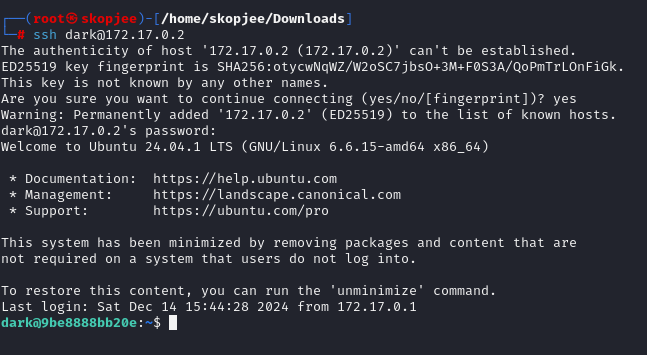 ┌──(root㉿skopjee)-[/home/skopjee/Downloads]
└─# ssh dark@172.17.0.2
The authenticity of host '172.17.0.2 (172.17.0.2)' can't be established.
ED25519 key fingerprint is SHA256:otycwNqWZ/W2oSC7jbsO+3M+F0S3A/QoPmTrLOnFiGk.
This key is not known by any other names.
Are you sure you want to continue connecting (yes/no/[fingerprint])? yes
Warning: Permanently added '172.17.0.2' (ED25519) to the list of known hosts.
dark@172.17.0.2's password:
Welcome to Ubuntu 24.04.1 LTS (GNU/Linux 6.6.15-amd64 x86_64)

 * Documentation:  https://help.ubuntu.com
 * Management:     https://landscape.canonical.com
 * Support:        https://ubuntu.com/pro

This system has been minimized by removing packages and content that are
not required on a system that users do not log into.

To restore this content, you can run the 'unminimize' command.
Last login: Sat Dec 14 15:44:28 2024 from 172.17.0.1
dark@9be8888bb20e:~$